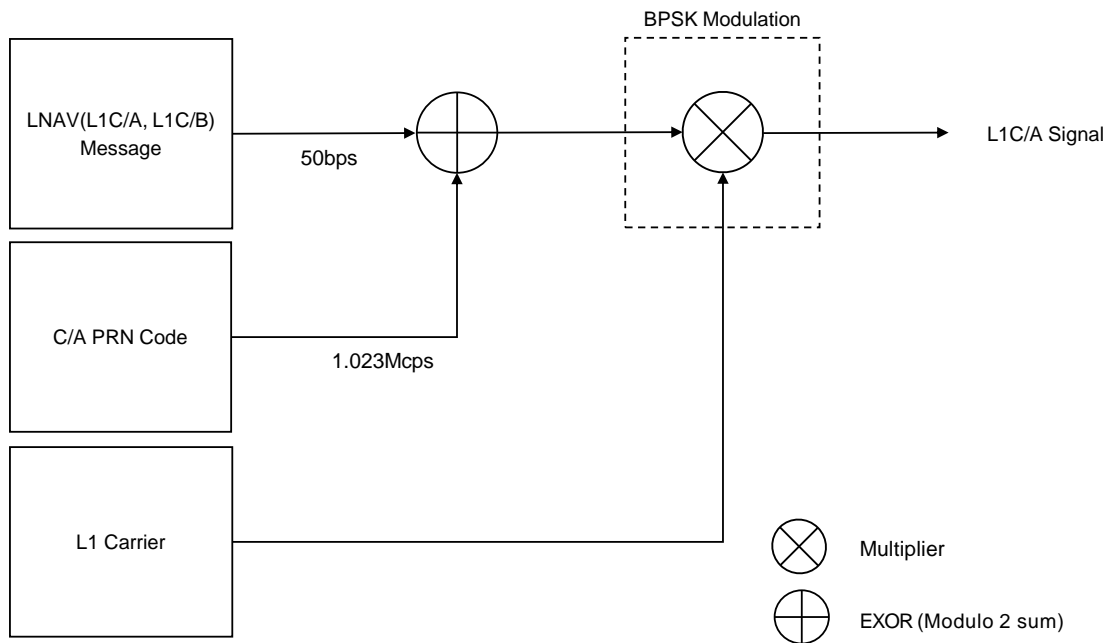 BPSK Modulation
LNAV(L1C/A, L1C/B)
Message
50bps
L1C/A Signal
C/A PRN Code
1.023Mcps
L1 Carrier
Multiplier
EXOR (Modulo 2 sum)